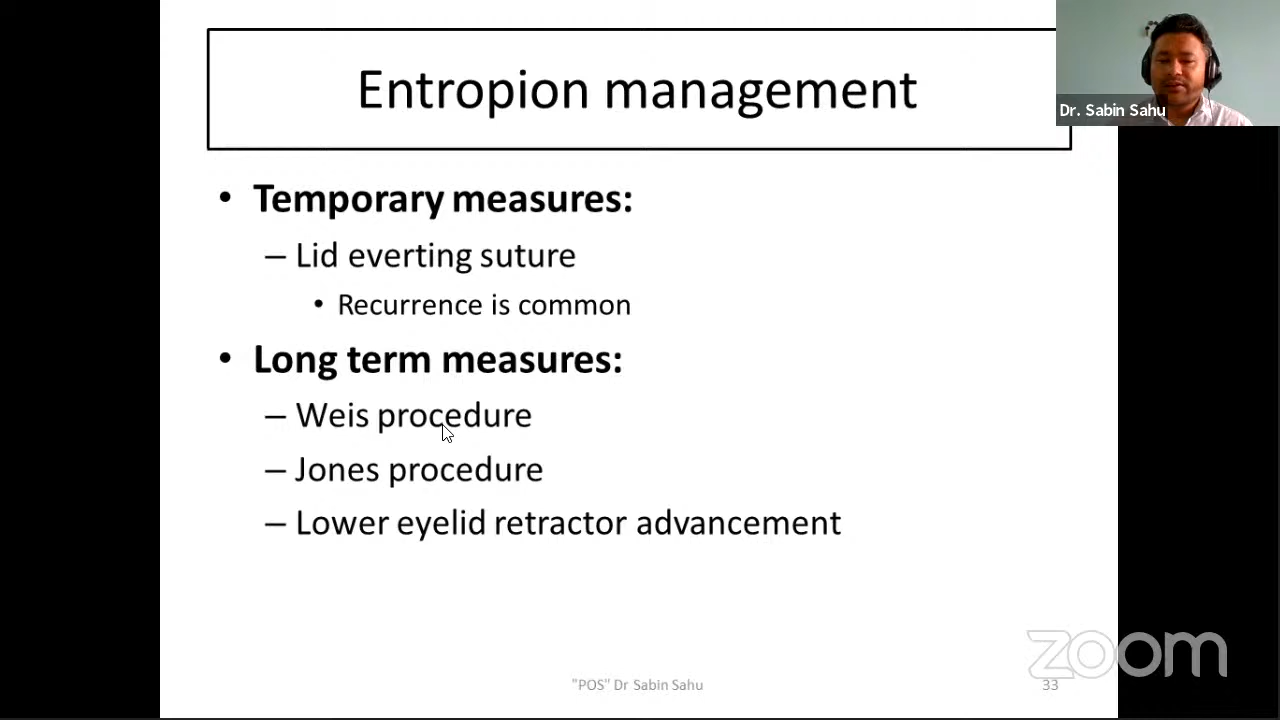 Entropion management
Dr. Sabin Sahu
• Temporary measures:
– Lid everting suture
• Recurrence is common
• Long term measures:
– Weis procedure
– Jones procedure
– Lower eyelid retractor advancement
zoom
"POS" Dr Sabin Sahu
33